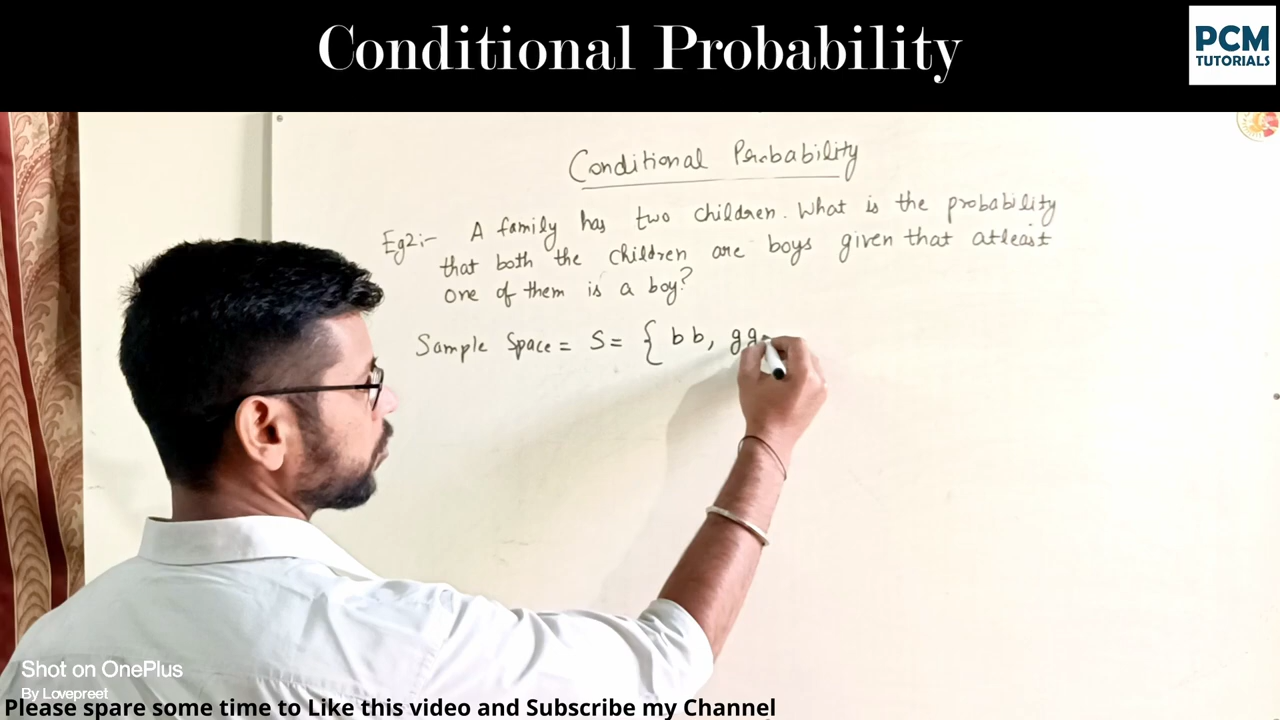 Conditional Probability
PCM
TUTORIALS
Conditional Probability
Eg2:- A family has two children. What is the probability
that both the children are boys given that atleast
one of them is a boy?
Sample Space = S = { bb, gg
Shot on OnePlus
By Lovepreet
Please spare some time to Like this video and Subscribe my Channel